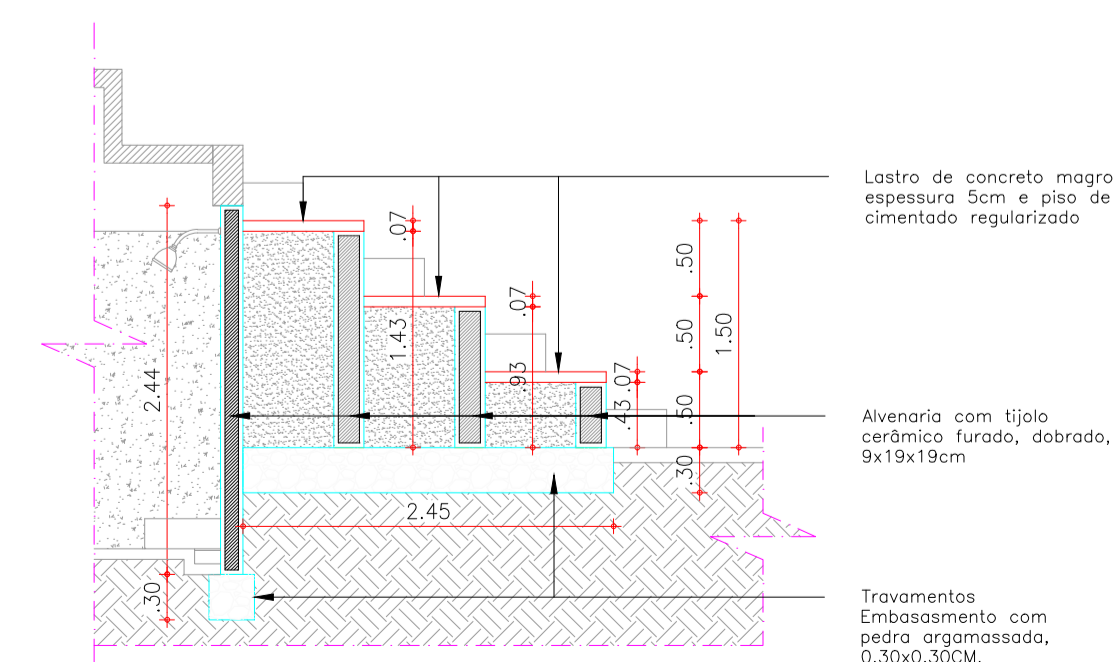 Lastro de concreto magro
espessura 5cm e piso de
cimentado regularizado
.07
.50
.07
1.43
.50
1.50
2.44
.93
.07
.43
.50
Alvenaria com tijolo
cerâmico furado, dobrado,
9x19x19cm
.30
2.45
.30
Travamentos
Embasasmento com
pedra argamassada,
0.30x0.30CM.